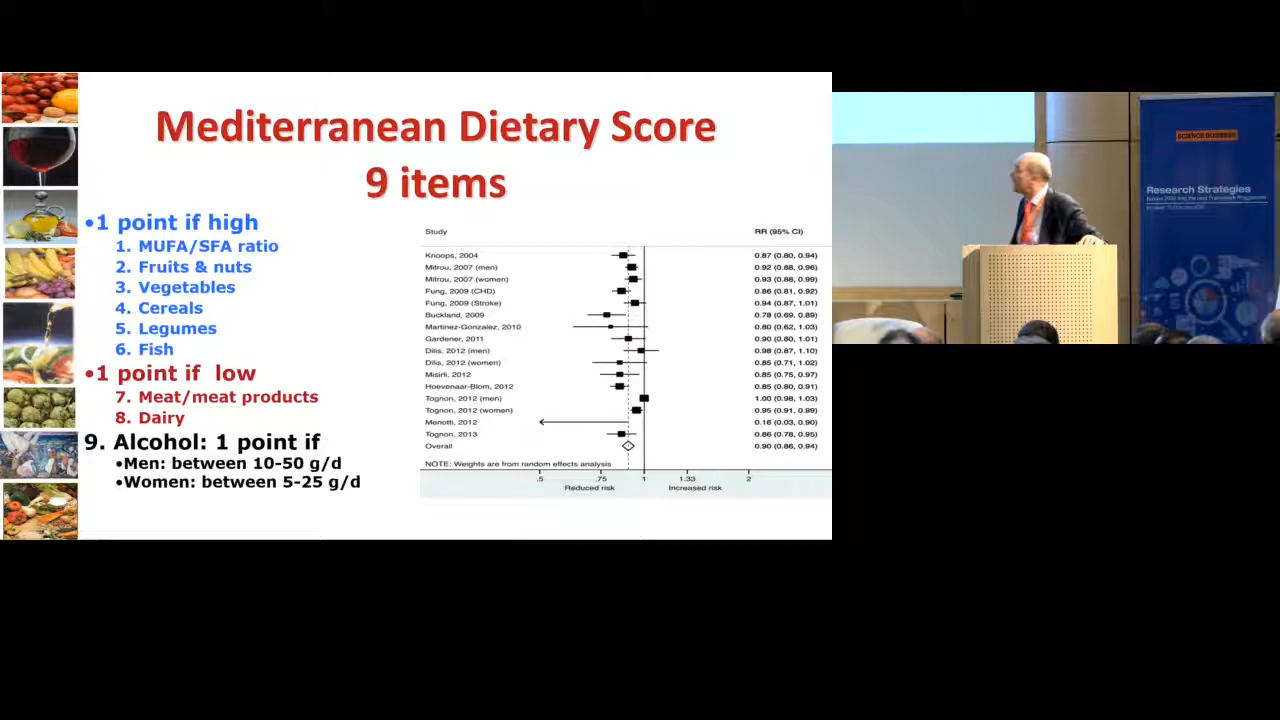 Mediterranean Dietary Score
9 items
•1 point if high
1. MUFA/SFA ratio
2. Fruits & nuts
3. Vegetables
4. Cereals
5. Legumes
6. Fish
•1 point if low
7. Meat/meat products
8. Dairy
9. Alcohol: 1 point if
•Men: between 10-50 g/d
•Women: between 5-25 g/d
Study RR (95% CI)
Knoops, 2004 0.87 (0.80, 0.94)
Mitrou, 2007 (men) 0.92 (0.88, 0.96)
Mitrou, 2007 (women) 0.93 (0.88, 0.99)
Fung, 2009 (CHD) 0.86 (0.81, 0.92)
Fung, 2009 (Stroke) 0.94 (0.87, 1.01)
Buckland, 2009 0.78 (0.69, 0.89)
Martinez-Gonzalez, 2010 0.80 (0.62, 1.03)
Gardener, 2011 0.90 (0.80, 1.01)
Dilis, 2012 (men) 0.98 (0.87, 1.10)
Dilis, 2012 (women) 0.85 (0.71, 1.02)
Misirli, 2012 0.85 (0.75, 0.97)
Hoevenaar-Blom, 2012 0.85 (0.80, 0.91)
Tognon, 2012 (men) 1.00 (0.98, 1.03)
Tognon, 2012 (women) 0.95 (0.91, 0.99)
Menotti, 2012 0.16 (0.03, 0.90)
Tognon, 2013 0.86 (0.78, 0.95)
Overall 0.90 (0.86, 0.94)
NOTE: Weights are from random effects analysis
.5 .75 1 1.33 2
Reduced risk Increased risk
SCIENCE BUSINESS
Research Strategies